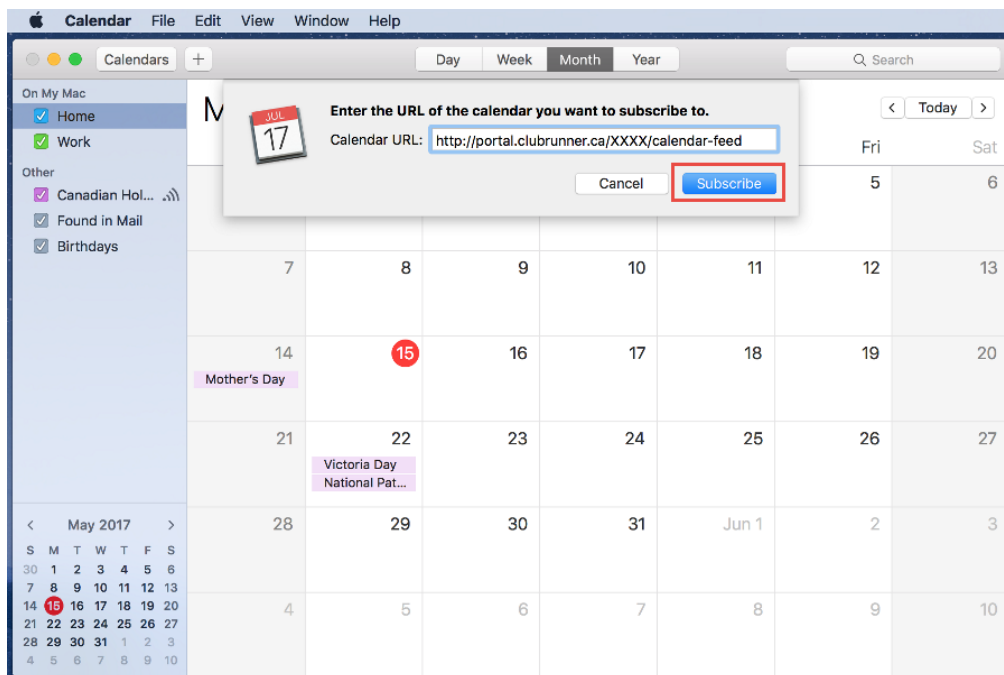 Calendar File Edit View Window Help
Calendars + Day Week Month Year Search
On My Mac
Home
Work
Other
Canadian Hol...
Found in Mail
Birthdays
M
< Today >
Fri Sat
JUL
17
Enter the URL of the calendar you want to subscribe to.
Calendar URL: http://portal.clubrunner.ca/XXXX/calendar-feed
Cancel Subscribe
5 6
7 8 9 10 11 12 13
14 15 16 17 18 19 20
Mother's Day
21 22 23 24 25 26 27
Victoria Day
National Pat...
28 29 30 31 Jun 1 2 3
4 5 6 7 8 9 10
< May 2017 >
S M T W T F S
30 1 2 3 4 5 6
7 8 9 10 11 12 13
14 15 16 17 18 19 20
21 22 23 24 25 26 27
28 29 30 31 1 2 3
4 5 6 7 8 9 10